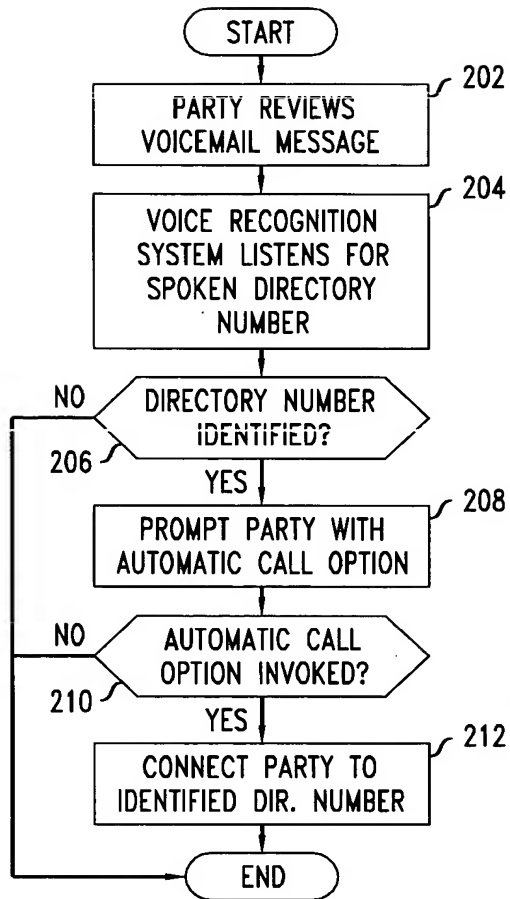 START
202
PARTY REVIEWS
VOICEMAIL MESSAGE
204
VOICE RECOGNITION
SYSTEM LISTENS FOR
SPOKEN DIRECTORY
NUMBER
NO
DIRECTORY NUMBER
IDENTIFIED?
206
YES
208
PROMPT PARTY WITH
AUTOMATIC CALL OPTION
NO
AUTOMATIC CALL
OPTION INVOKED?
210
YES
212
CONNECT PARTY TO
IDENTIFIED DIR. NUMBER
END